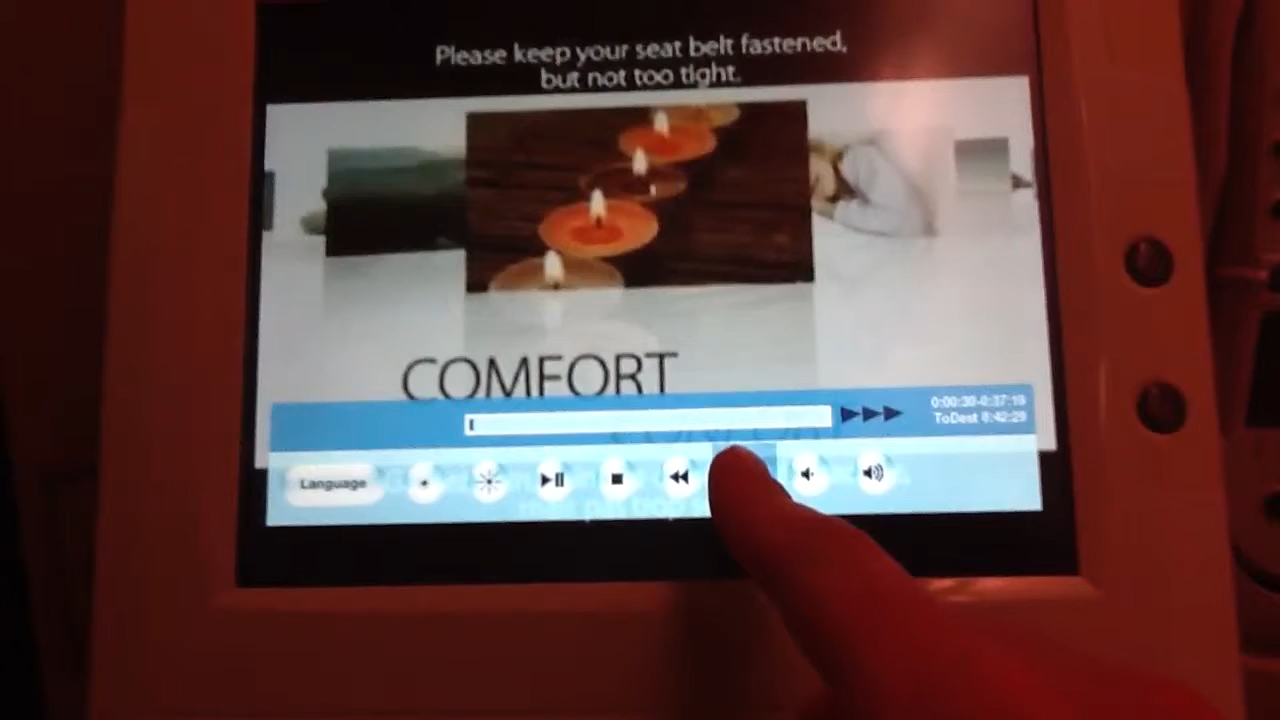 Please keep your seat belt fastened,
but not too tight.
COMFORT
0:00:30-0:37:19
ToDest 8:42:29
Language